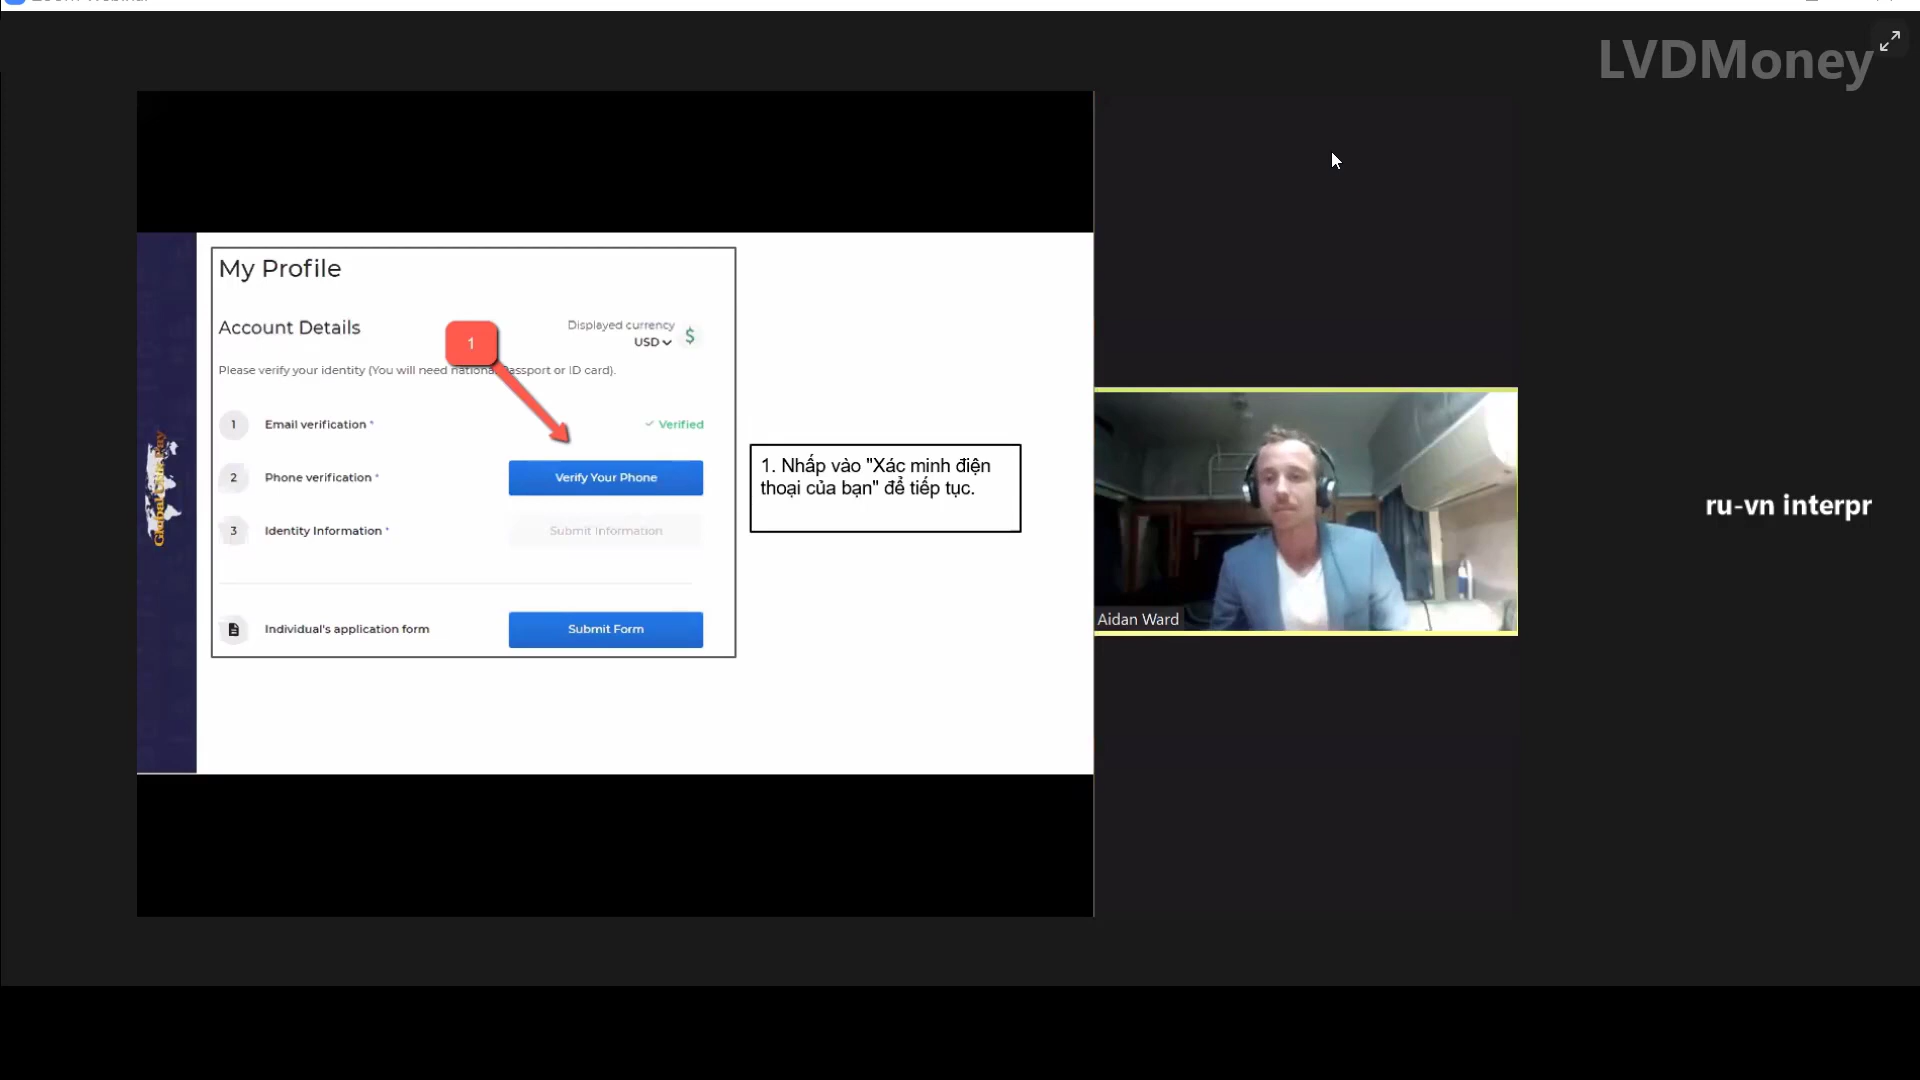 LVDMoney
My Profile
Account Details
Displayed currency
USD
$
1
Please verify your identity (You will need national Passport or ID card).
1
Email verification *
Verified
2
Phone verification *
Verify Your Phone
3
Identity Information *
Submit Information
Individual's application form
Submit Form
1. Nhấp vào "Xác minh điện
thoại của bạn" để tiếp tục.
Aidan Ward
ru-vn interpr